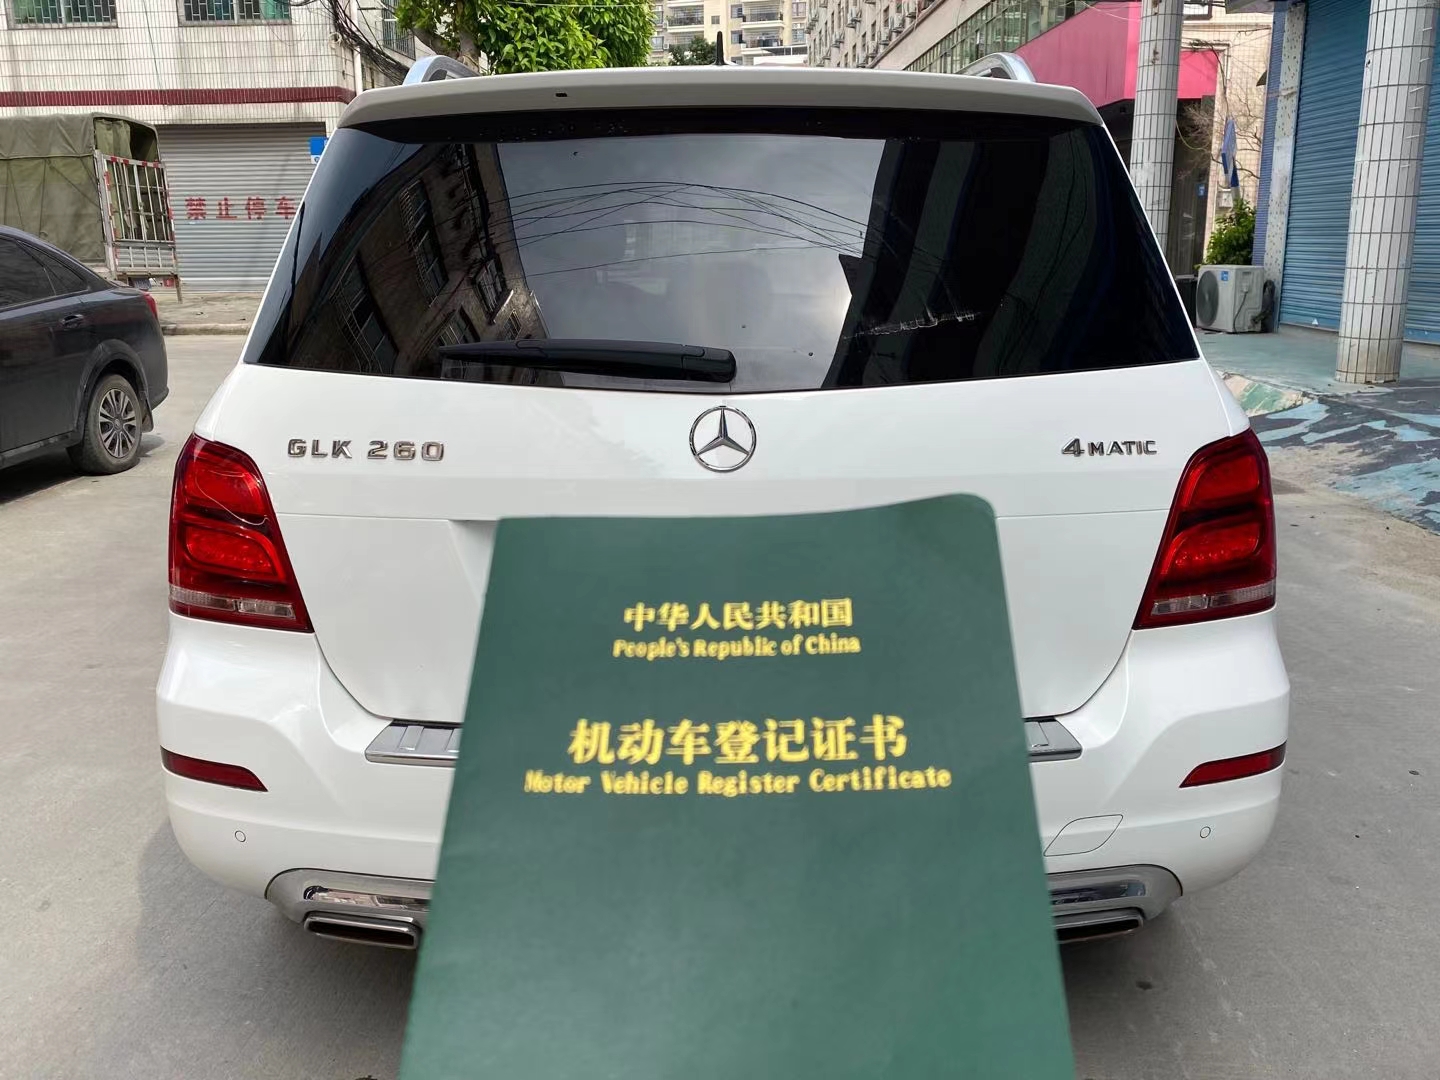 禁止停车
GLK 260
4MATIC
中华人民共和国
People's Republic of China
机动车登记证书
Motor Vehicle Register Certificate